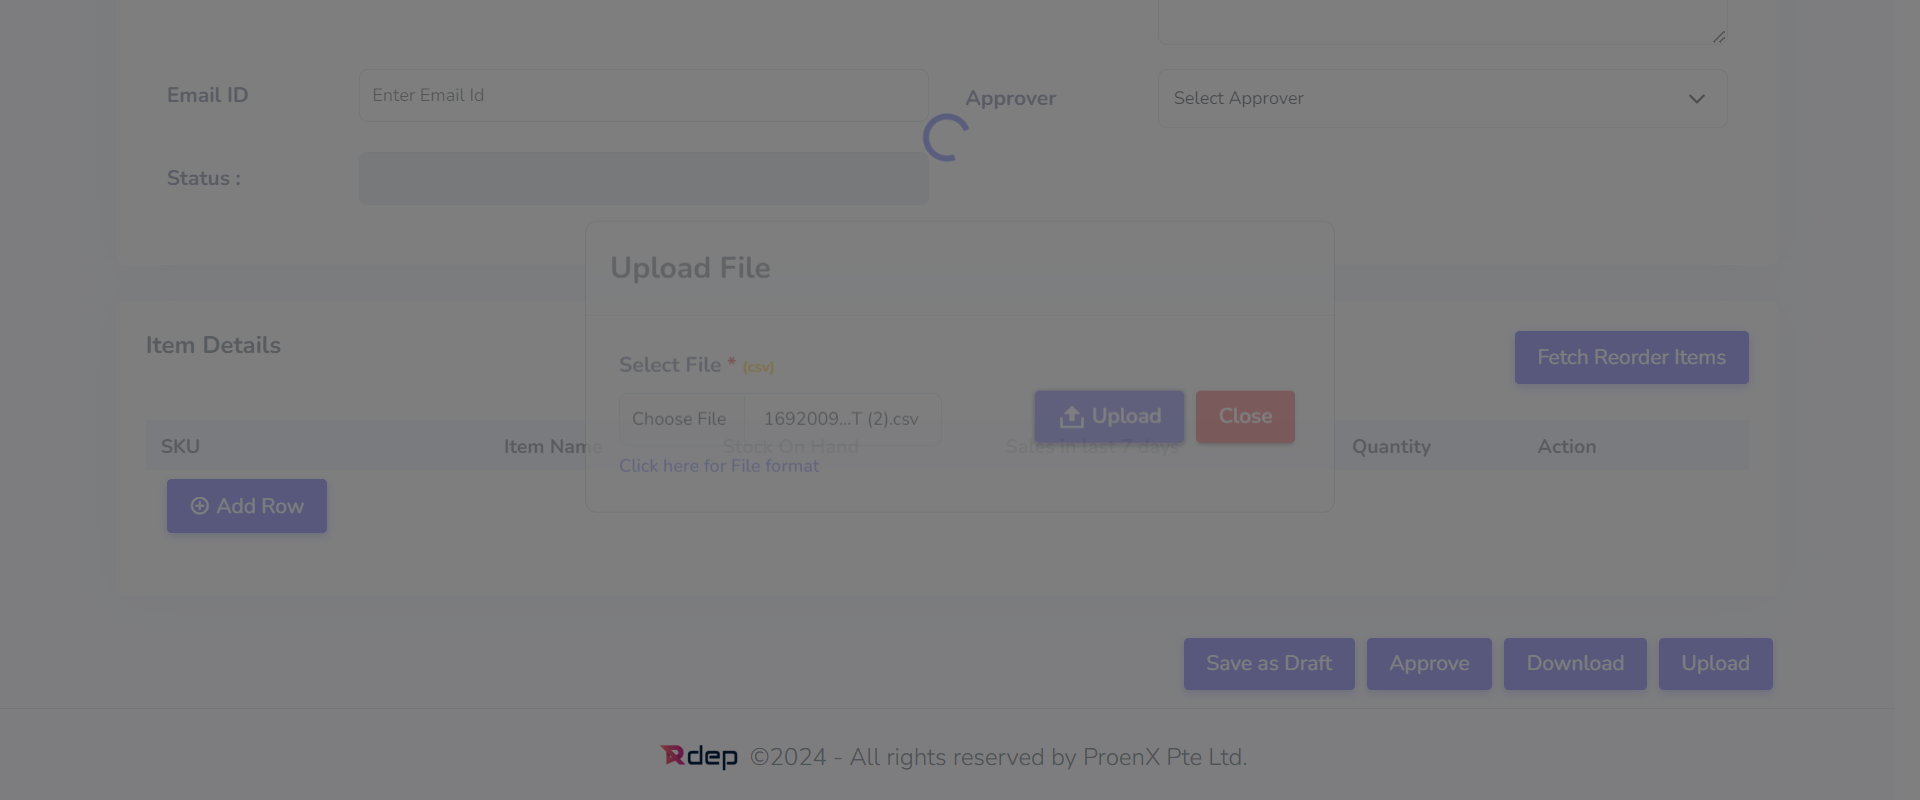 Email ID
Enter Email Id
Approver
Select Approver
Status :
Upload File
Item Details
Fetch Reorder Items
Select File * (csv)
Choose File
1692009...T (2).csv
Upload
Close
SKU
Item Name
Stock On Hand
Sales in last 7 days
Quantity
Action
Click here for File format
Add Row
Save as Draft
Approve
Download
Upload
Rdep ©2024 - All rights reserved by ProenX Pte Ltd.